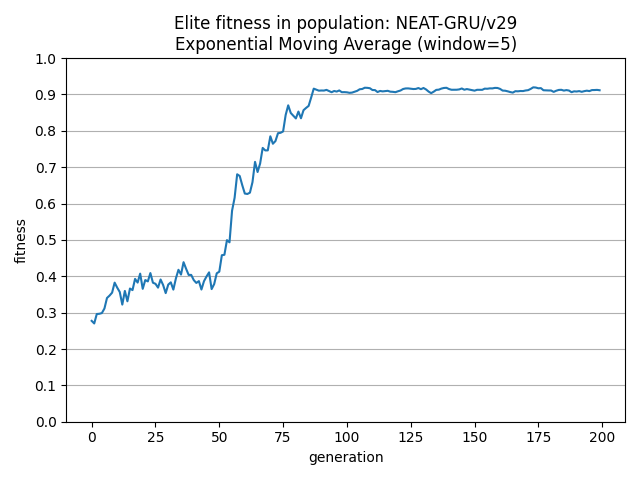 Elite fitness in population: NEAT-GRU/v29
Exponential Moving Average (window=5)
1.0
0.9
0.8
0.7
0.6
0.5
0.4
0.3
0.2
0.1
0.0
fitness
0 25 50 75 100 125 150 175 200
generation